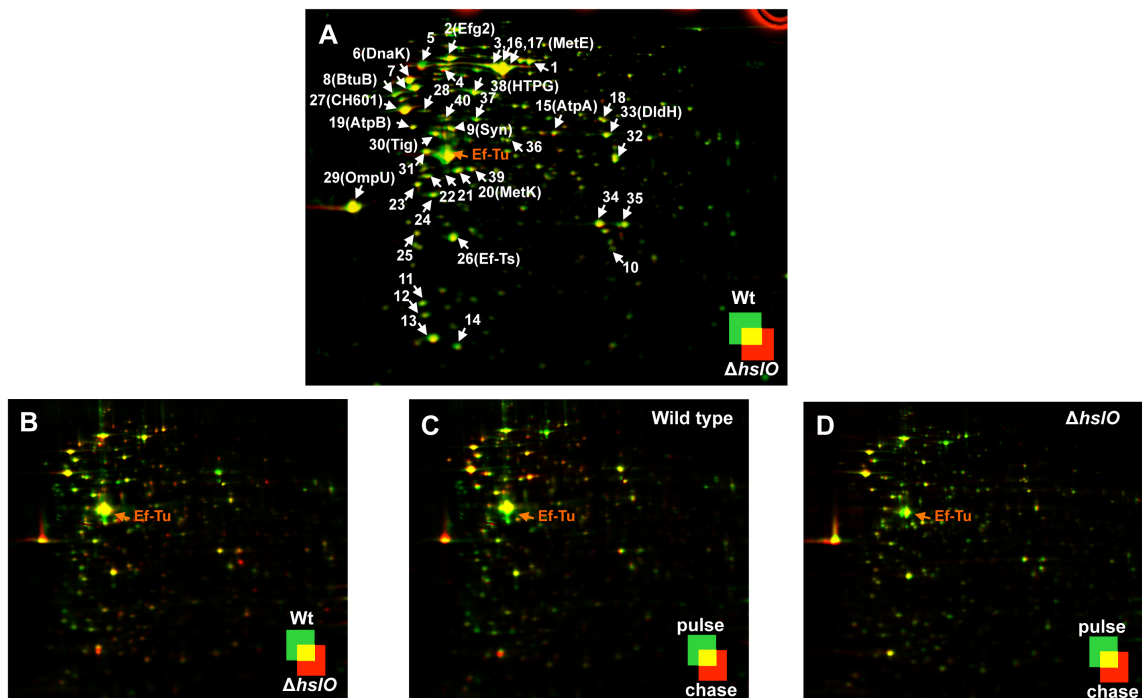 A
2(Efg2)
5
3,16,17(MetE)
6(DnaK)
7
1
4
8(BtuB)
38(HTPG)
27(CH601)
28
40
37
15(AtpA)
18
33(DldH)
19(AtpB)
9(Syn)
32
30(Tig)
Ef-Tu
36
31
29(OmpU)
39
22
21
20(MetK)
23
24
34
35
25
26(Ef-Ts)
10
11
12
13
14
Wt
ΔhslO
B
Ef-Tu
Wt
ΔhslO
C
Wild type
Ef-Tu
pulse
chase
D
ΔhslO
Ef-Tu
pulse
chase